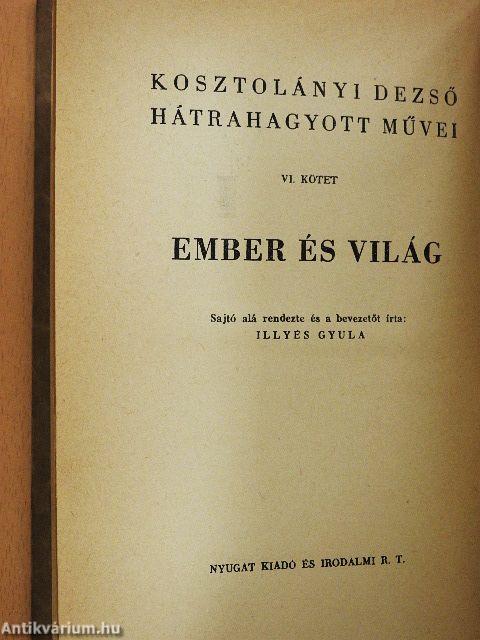 KOSZTOLÁNYI DEZSŐ
HÁTRAHAGYOTT MŰVEI
VI. KÖTET
EMBER ÉS VILÁG
Sajtó alá rendezte és a bevezetőt írta:
ILLYÉS GYULA
NYUGAT KIADÓ ÉS IRODALMI R. T.
Antikvárium.hu